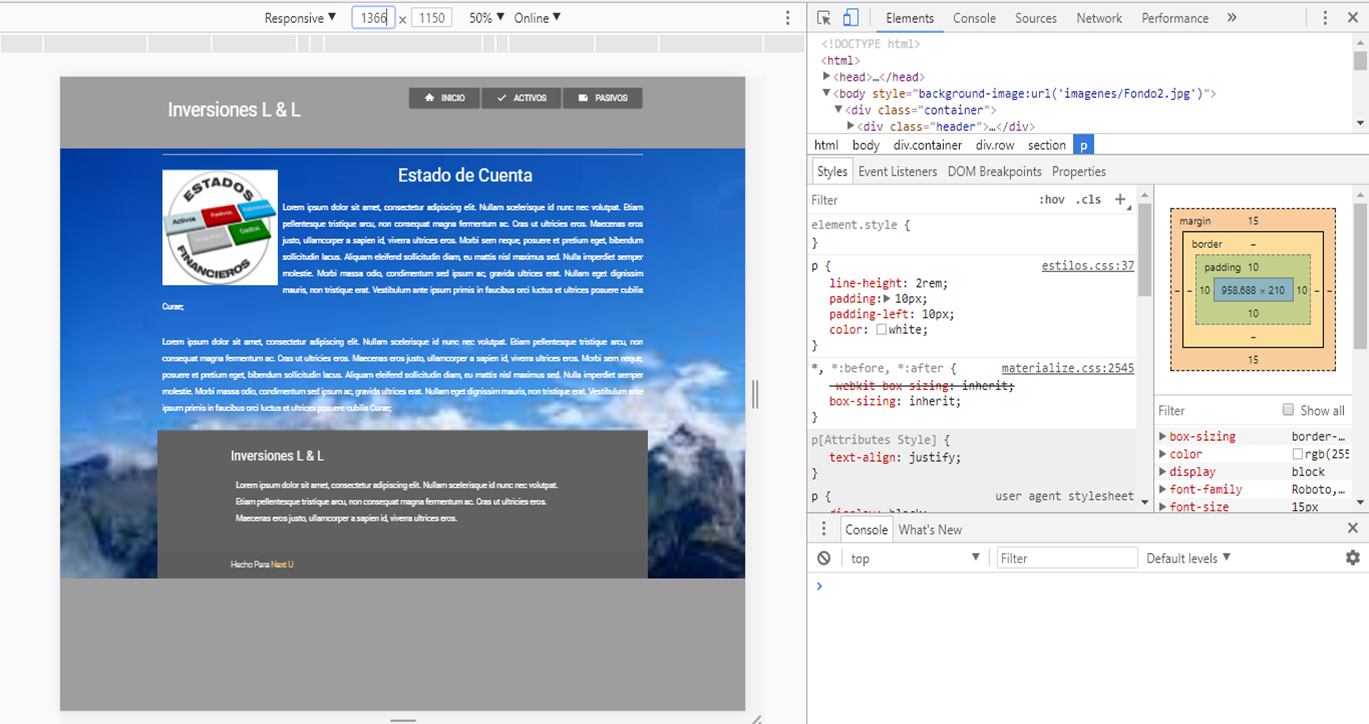 Responsive ▼ 1366 × 1150 50% ▼ Online ▼
Inversiones L & L
INICIO
ACTIVOS
PASIVOS
ESTADOS
Activos
Pasivos
Gastos
FINANCIEROS
Estado de Cuenta
Lorem ipsum dolor sit amet, consectetur adipiscing elit. Nullam scelerisque id nunc nec volutpat. Etiam
pellentesque tristique arcu, non consequat magna fermentum ac. Cras ut ultricies eros. Maecenas eros
justo, ullamcorper a sapien id, viverra ultrices eros. Morbi sem neque, posuere et pretium eget, bibendum
sollicitudin lacus. Aliquam eleifend sollicitudin diam, eu mattis nisl maximus sed. Nulla imperdiet semper
molestie. Morbi massa odio, condimentum sed ipsum ac, gravida ultrices erat. Nullam eget dignissim
mauris, non tristique erat. Vestibulum ante ipsum primis in faucibus orci luctus et ultrices posuere cubilia
Curae;
Lorem ipsum dolor sit amet, consectetur adipiscing elit. Nullam scelerisque id nunc nec volutpat. Etiam pellentesque tristique arcu, non
consequat magna fermentum ac. Cras ut ultricies eros. Maecenas eros justo, ullamcorper a sapien id, viverra ultrices eros. Morbi sem neque,
posuere et pretium eget, bibendum sollicitudin lacus. Aliquam eleifend sollicitudin diam, eu mattis nisl maximus sed. Nulla imperdiet semper
molestie. Morbi massa odio, condimentum sed ipsum ac, gravida ultrices erat. Nullam eget dignissim mauris, non tristique erat. Vestibulum ante
ipsum primis in faucibus orci luctus et ultrices posuere cubilia Curae;
Inversiones L & L
Lorem ipsum dolor sit amet, consectetur adipiscing elit. Nullam scelerisque id nunc nec volutpat.
Etiam pellentesque tristique arcu, non consequat magna fermentum ac. Cras ut ultricies eros.
Maecenas eros justo, ullamcorper a sapien id, viverra ultrices eros.
Hecho Para Next U
Elements Console Sources Network Performance »
<!DOCTYPE html>
<html>
▶<head>…</head>
▼<body style="background-image:url('imagenes/Fondo2.jpg')">
▼<div class="container">
▶<div class="header">…</div>
html body div.container div.row section p
Styles Event Listeners DOM Breakpoints Properties
Filter :hov .cls +
element.style {
}
p { estilos.css:37
line-height: 2rem;
padding:▶ 10px;
padding-left: 10px;
color: white;
}
*, *:before, *:after { materialize.css:2545
-webkit-box-sizing: inherit;
box-sizing: inherit;
}
p[Attributes Style] {
text-align: justify;
}
p { user agent stylesheet
display: block;
margin 15
border –
padding 10
– – 10 958.688 × 210 10 – –
10
–
15
Filter Show all
▶box-sizing border-…
▶color rgb(255
▶display block
▶font-family Roboto,…
▶font-size 15px
Console What's New
top ▼ Filter Default levels ▼